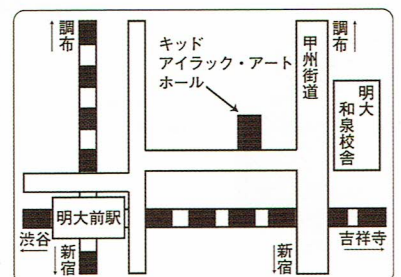 調布
キッド
アイラック・アート
ホール
甲州街道
調布
明大
和泉校舎
明大前駅
渋谷
新宿
新宿
吉祥寺